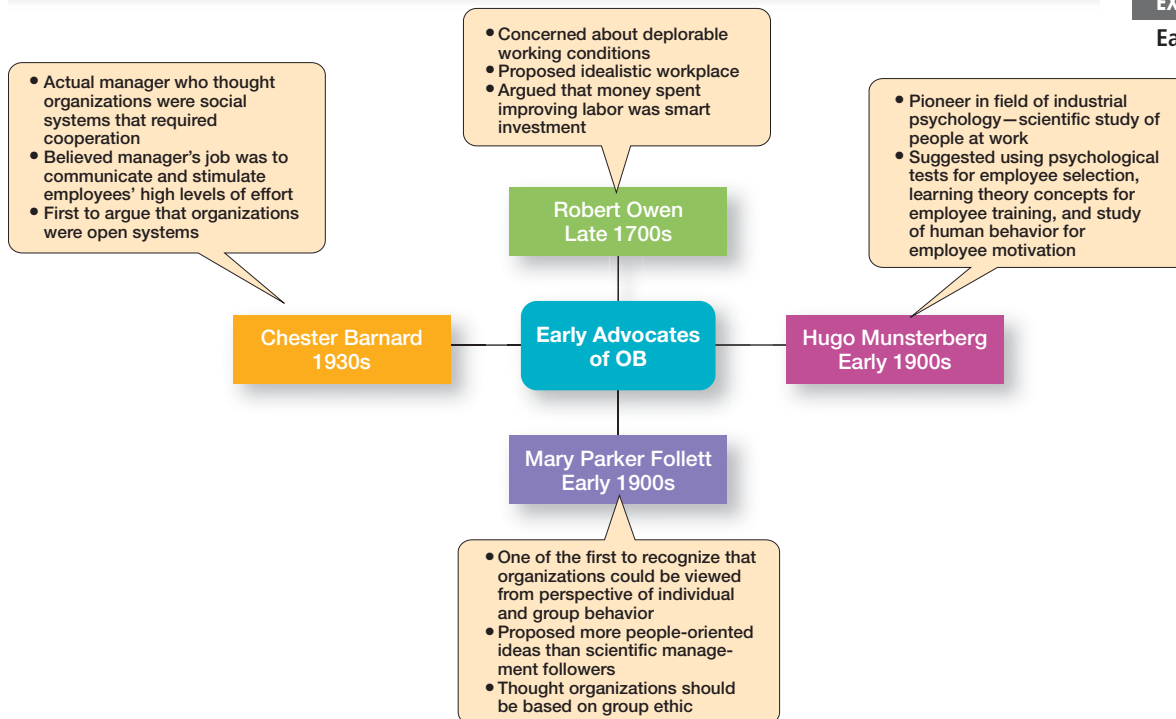 EX
Ea
• Concerned about deplorable
working conditions
• Proposed idealistic workplace
• Argued that money spent
improving labor was smart
investment
• Actual manager who thought
organizations were social
systems that required
cooperation
• Believed manager's job was to
communicate and stimulate
employees' high levels of effort
• First to argue that organizations
were open systems
• Pioneer in field of industrial
psychology—scientific study of
people at work
• Suggested using psychological
tests for employee selection,
learning theory concepts for
employee training, and study
of human behavior for
employee motivation
Robert Owen
Late 1700s
Chester Barnard
1930s
Early Advocates
of OB
Hugo Munsterberg
Early 1900s
Mary Parker Follett
Early 1900s
• One of the first to recognize that
organizations could be viewed
from perspective of individual
and group behavior
• Proposed more people-oriented
ideas than scientific manage-
ment followers
• Thought organizations should
be based on group ethic